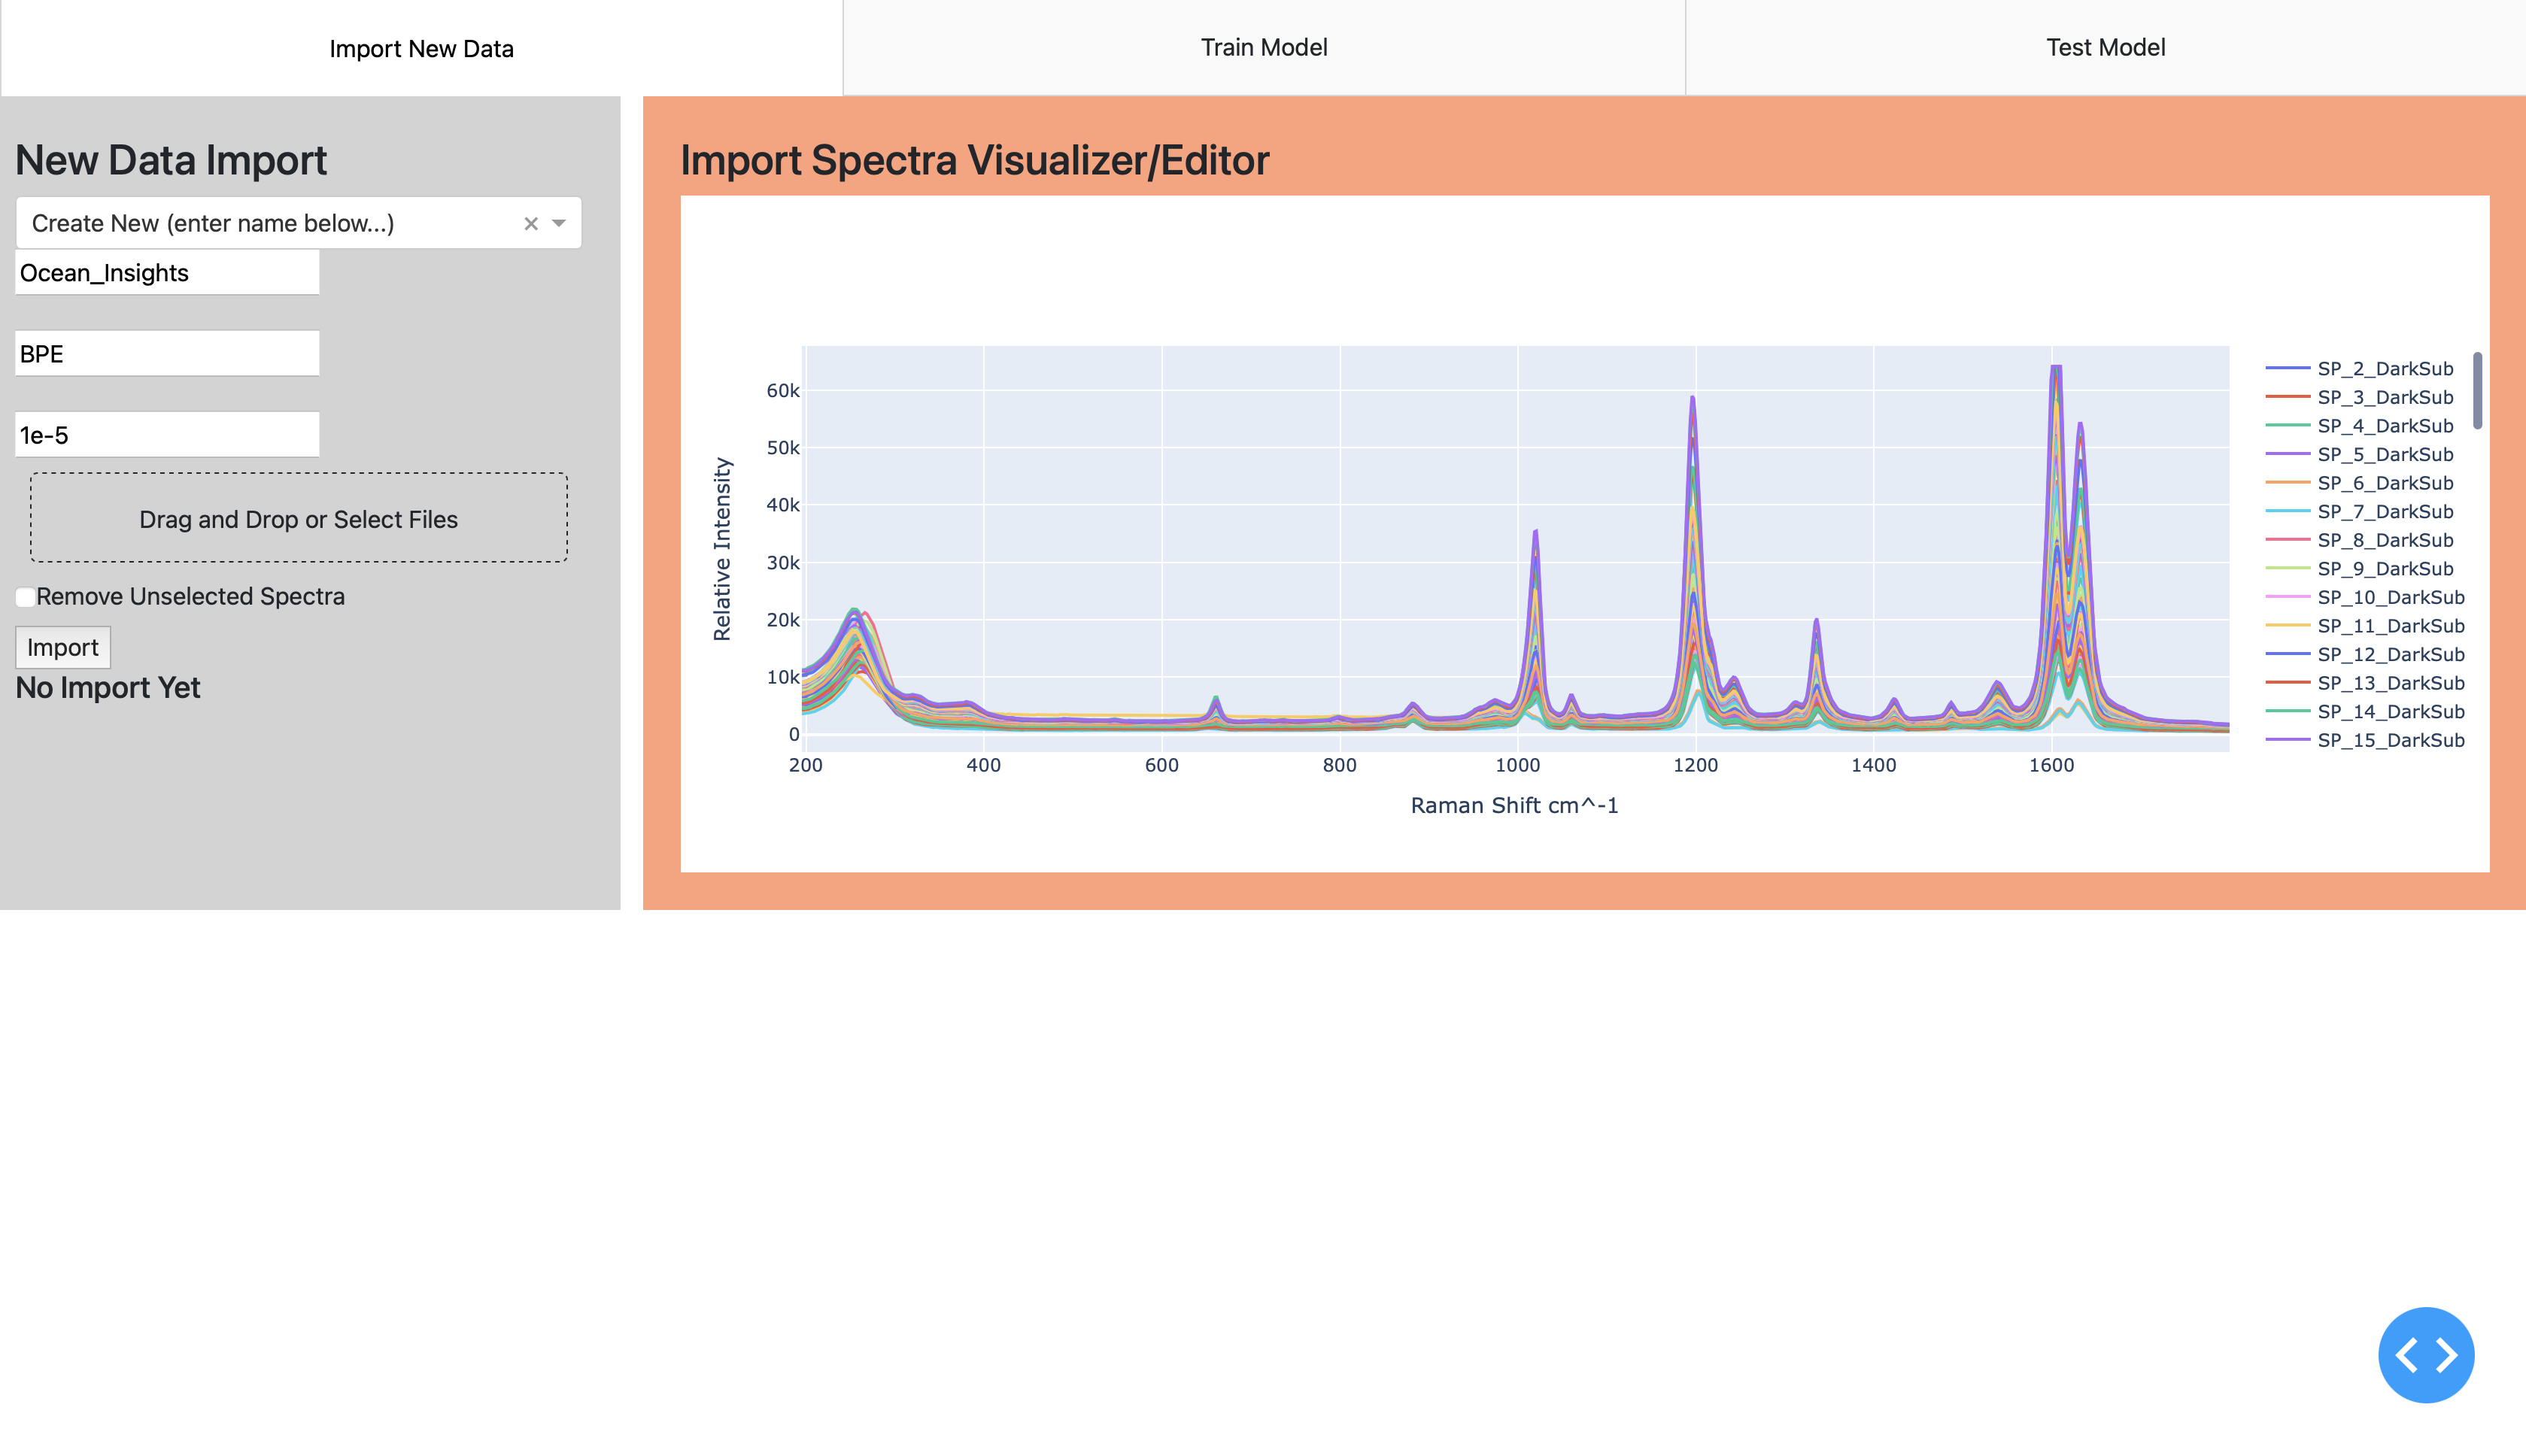 Import New Data
Train Model
Test Model
New Data Import
Create New (enter name below...)
Ocean_Insights
BPE
1e-5
Drag and Drop or Select Files
Remove Unselected Spectra
Import
No Import Yet
Import Spectra Visualizer/Editor
Relative Intensity
60k
50k
40k
30k
20k
10k
0
200 400 600 800 1000 1200 1400 1600
Raman Shift cm^-1
SP_2_DarkSub
SP_3_DarkSub
SP_4_DarkSub
SP_5_DarkSub
SP_6_DarkSub
SP_7_DarkSub
SP_8_DarkSub
SP_9_DarkSub
SP_10_DarkSub
SP_11_DarkSub
SP_12_DarkSub
SP_13_DarkSub
SP_14_DarkSub
SP_15_DarkSub